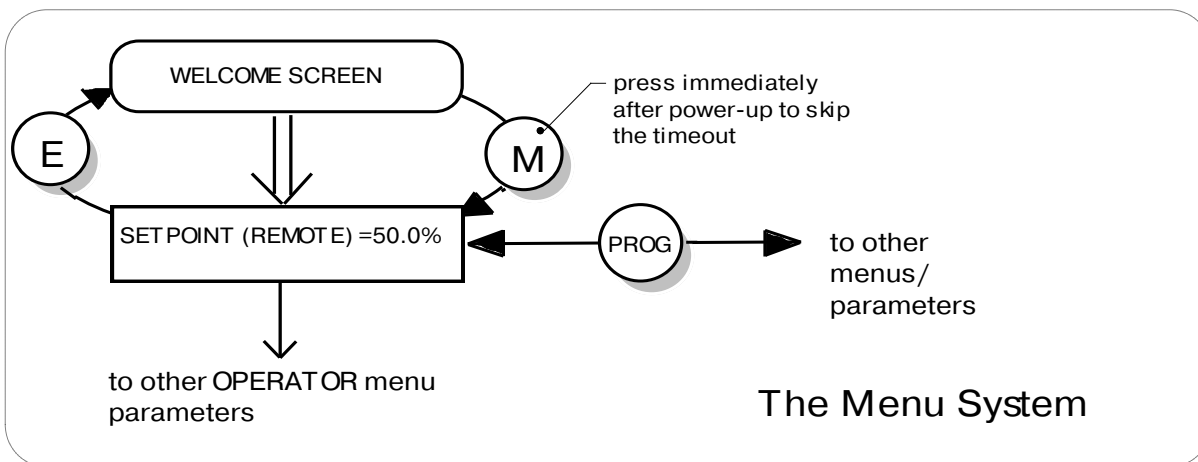 WELCOME SCREEN
press immediately
after power-up to skip
the timeout
E
M
SETPOINT (REMOTE) =50.0%
PROG
to other
menus/
parameters
to other OPERATOR menu
parameters
The Menu System